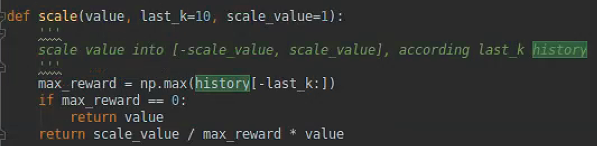 def scale(value, last_k=10, scale_value=1):
    '''
    scale value into [-scale_value, scale_value], according last_k history
    '''
    max_reward = np.max(history[-last_k:])
    if max_reward == 0:
        return value
    return scale_value / max_reward * value